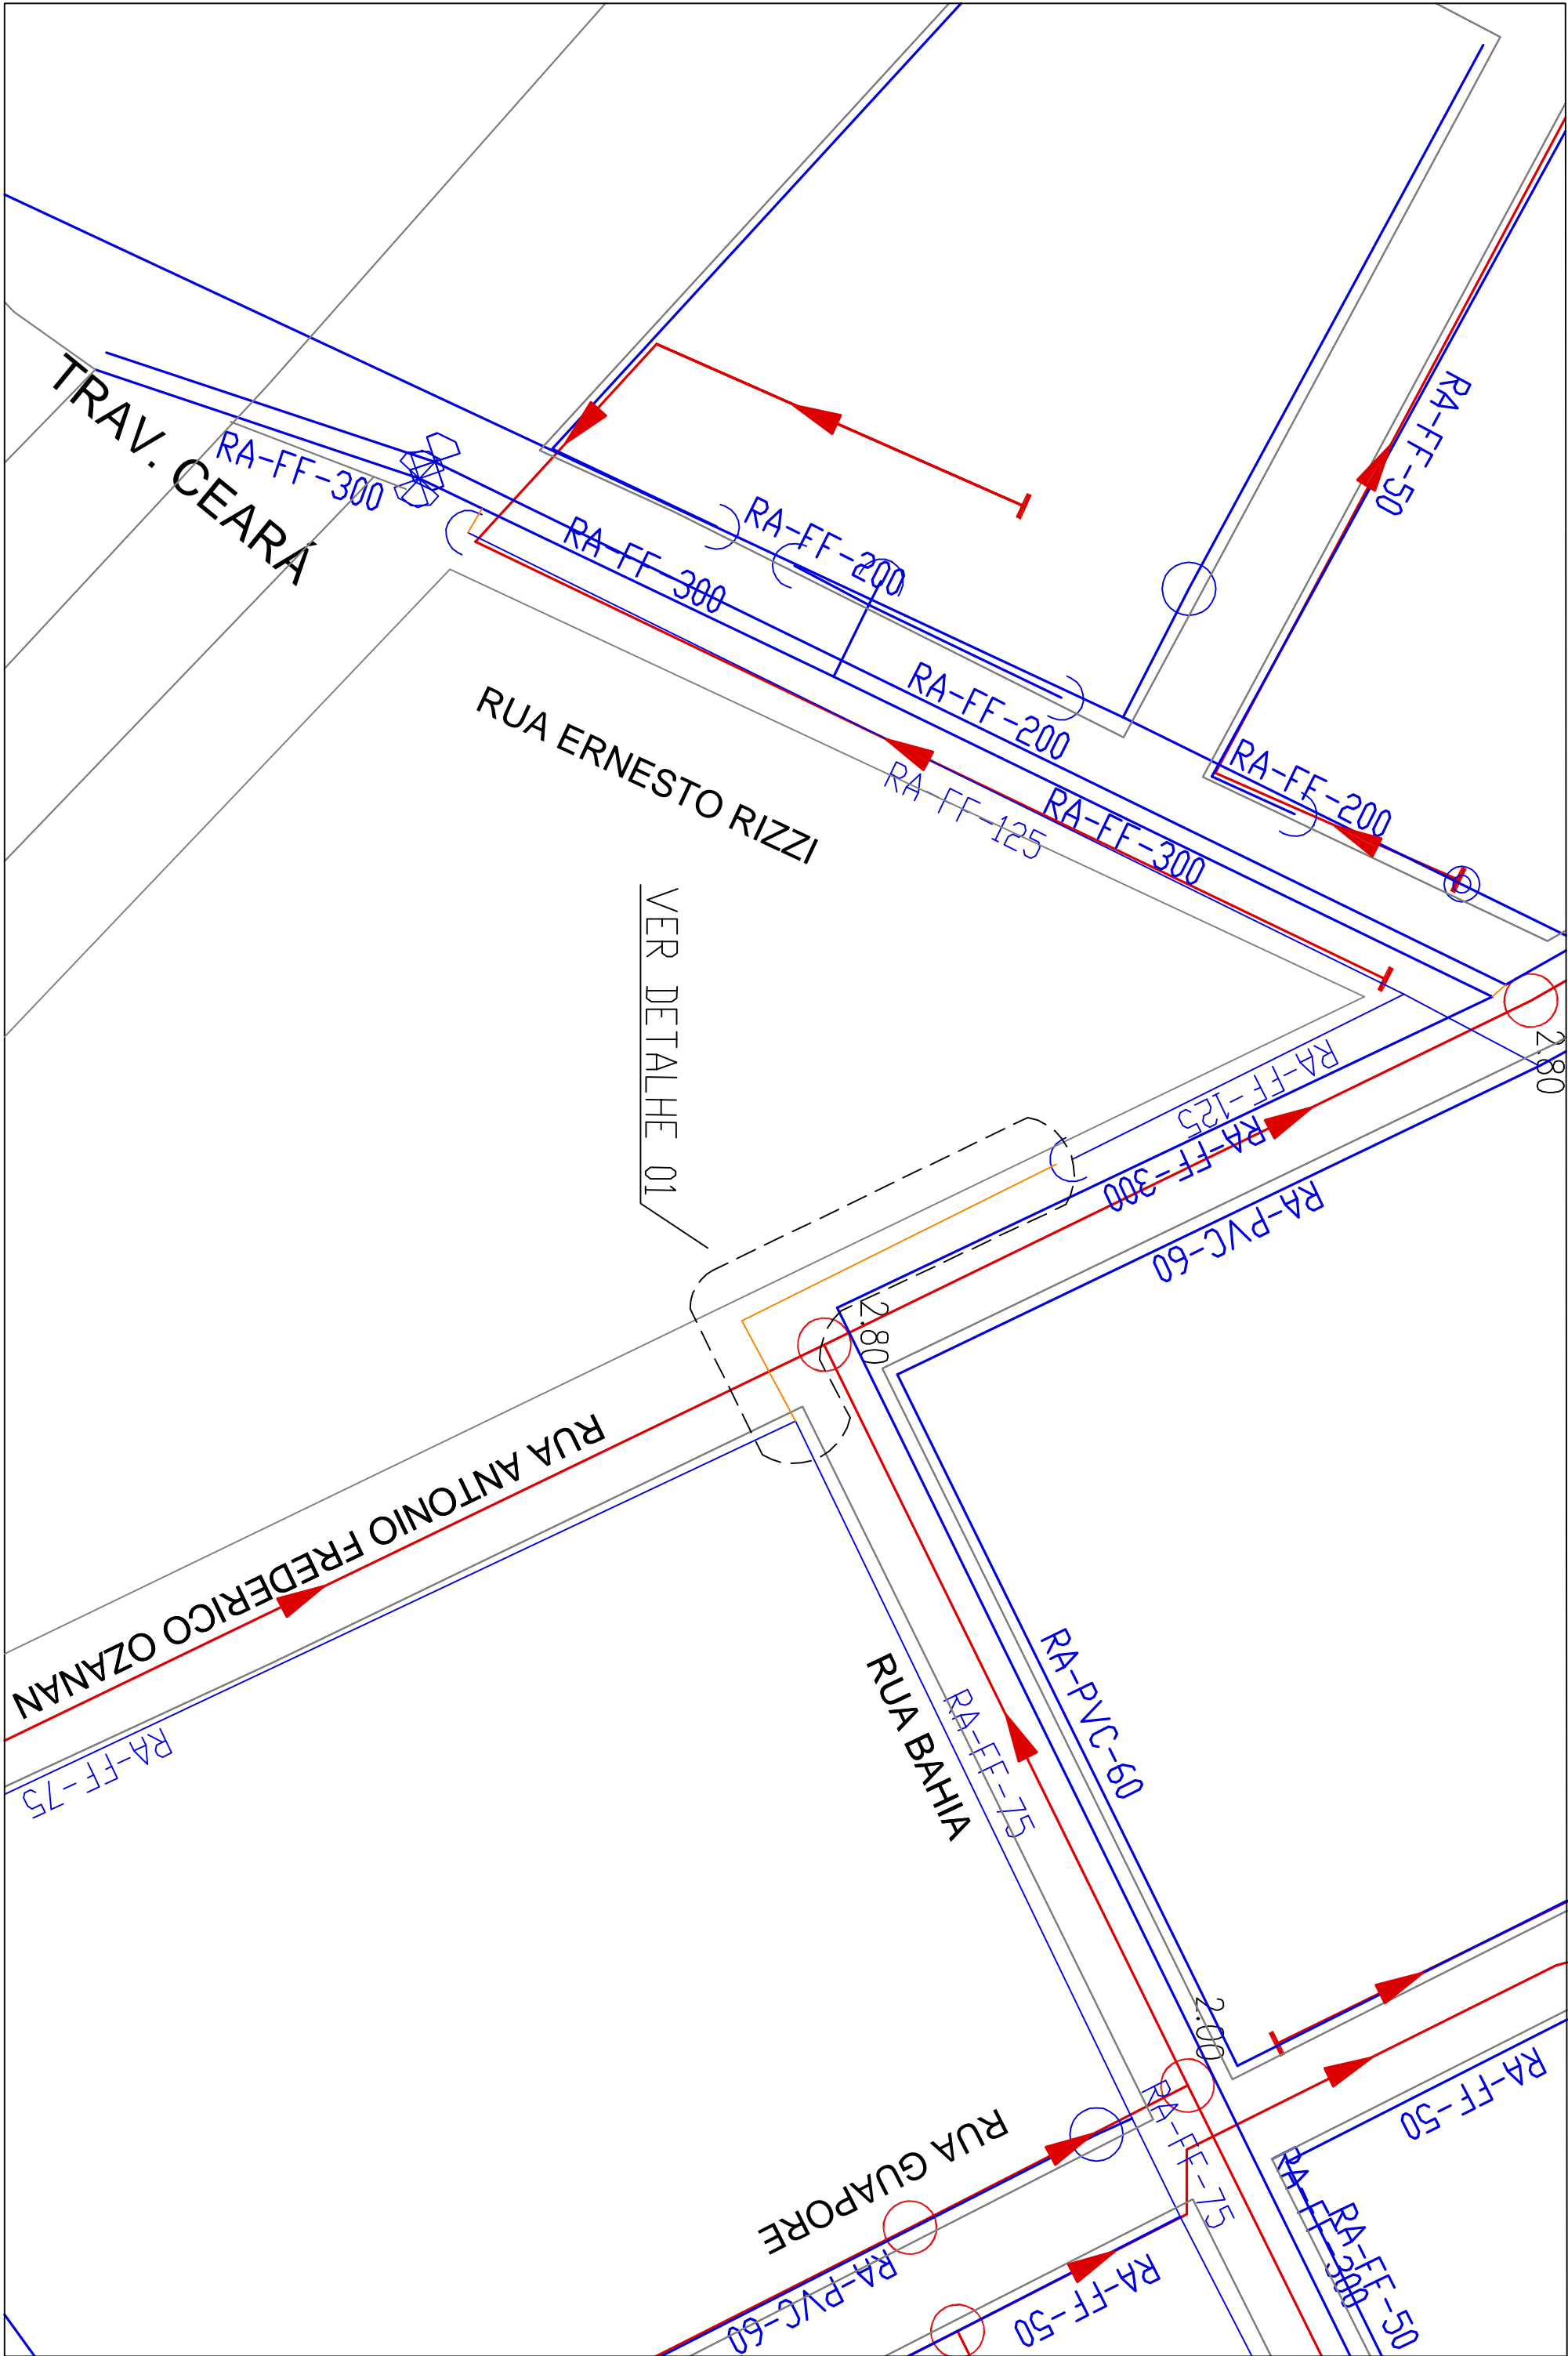 RA-FF-50
TRAV. CEARÁ
RA-FF-300
RA-FF-300
RA-FF-200
RA-FF-200
RUA ERNESTO RIZZI
RA-FF-125
RA-FF-300
RA-FF-200
VER DETALHE 01
2.80
RA-FF-125
RA-FF-300
RA-PVC-60
2.80
RUA ANTONIO FREDERICO OZANAN
RA-FF-75
RUA BAHIA
RA-FF-75
RA-PVC-60
2.00
RA-FF-50
RUA GUAPORE
RA-FF-75
RA-PVC-60
RA-FF-50
RA-FF-300
RA-FF-50